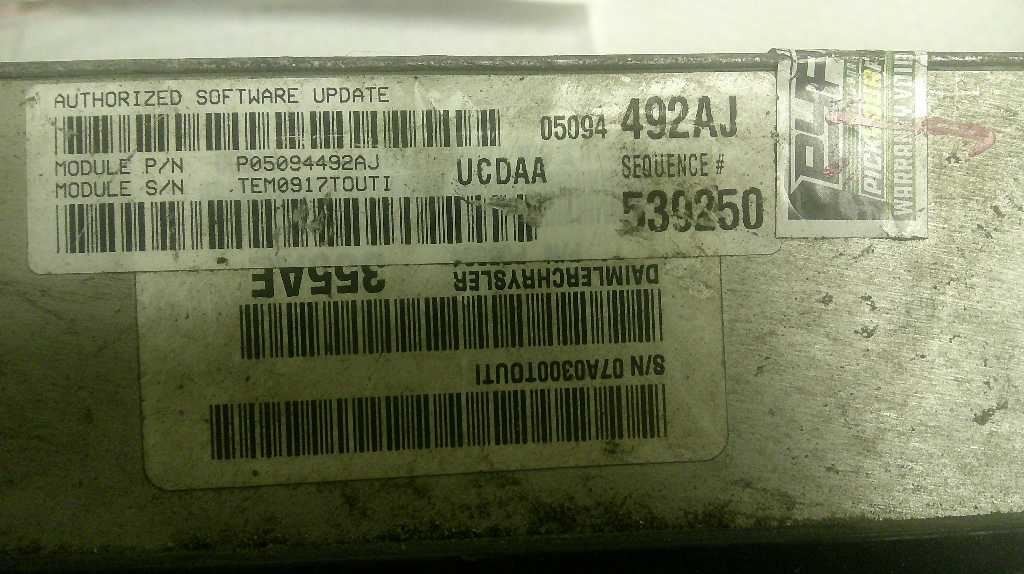 AUTHORIZED SOFTWARE UPDATE
05094 492AJ
MODULE P/N P05094492AJ
MODULE S/N TEM0917TOUTI
UCDAA
SEQUENCE #
539250
355AE
DAIMLERCHRYSLER
S/N 07A0300TOUTI